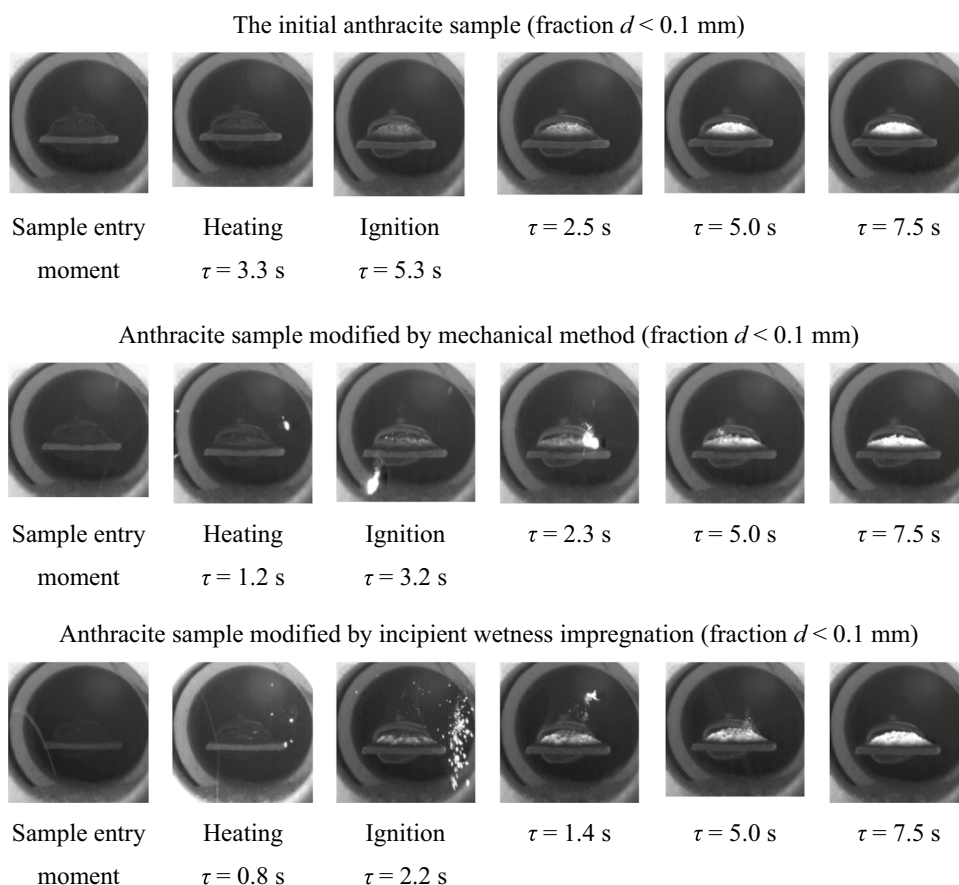 The initial anthracite sample (fraction d < 0.1 mm)
Sample entry moment
Heating τ = 3.3 s
Ignition τ = 5.3 s
τ = 2.5 s
τ = 5.0 s
τ = 7.5 s
Anthracite sample modified by mechanical method (fraction d < 0.1 mm)
Sample entry moment
Heating τ = 1.2 s
Ignition τ = 3.2 s
τ = 2.3 s
τ = 5.0 s
τ = 7.5 s
Anthracite sample modified by incipient wetness impregnation (fraction d < 0.1 mm)
Sample entry moment
Heating τ = 0.8 s
Ignition τ = 2.2 s
τ = 1.4 s
τ = 5.0 s
τ = 7.5 s